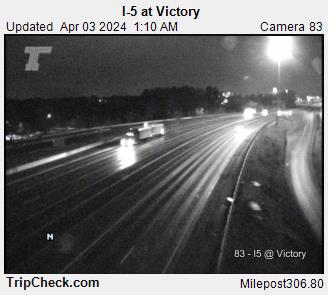 I-5 at Victory
Updated Apr 03 2024 1:10 AM Camera 83
T
N
83 - I5 @ Victory
TripCheck.com Milepost306.80